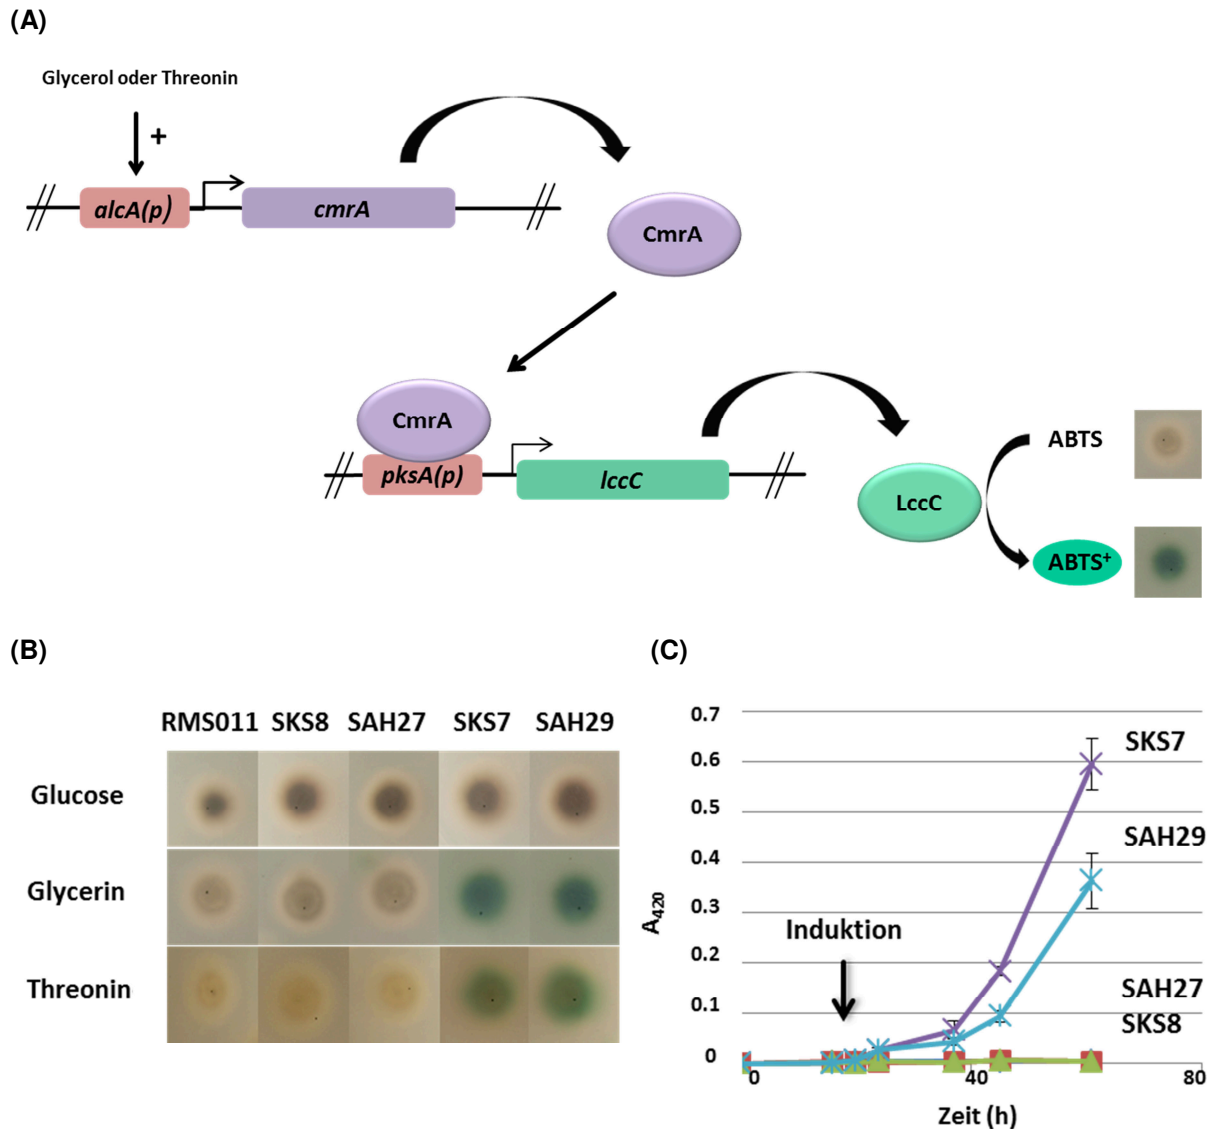 (A)
Glycerol oder Threonin
+
alcA(p)
cmrA
CmrA
CmrA
pksA(p)
lccC
LccC
ABTS
ABTS⁺
(B)
RMS011 SKS8 SAH27 SKS7 SAH29
Glucose
Glycerin
Threonin
(C)
0.7
0.6
0.5
0.4
0.3
0.2
0.1
0
A₄₂₀
Induktion
SKS7
SAH29
SAH27
SKS8
0 40 80
Zeit (h)